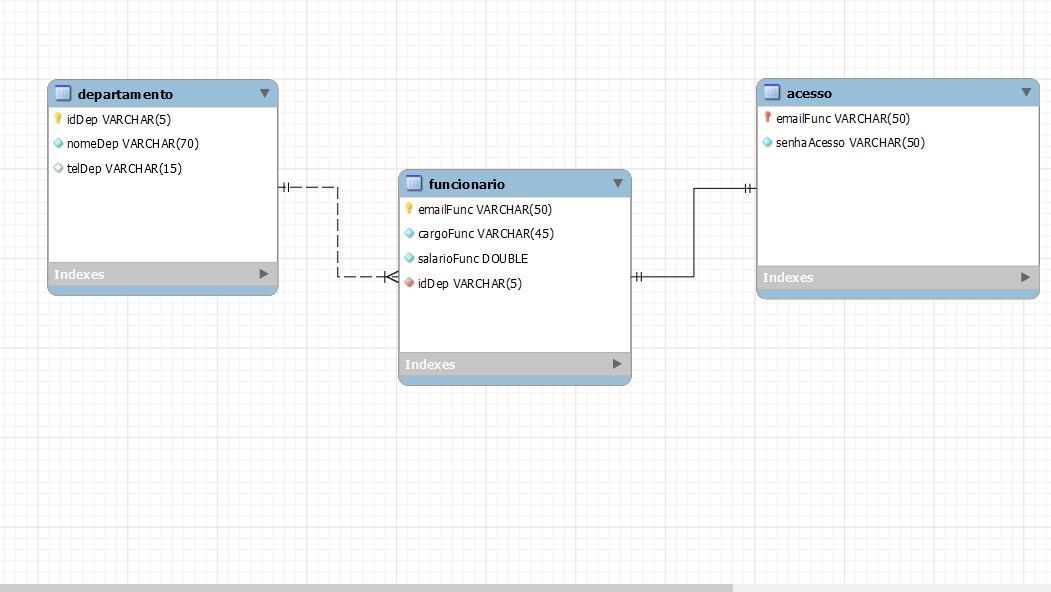 departamento
idDep VARCHAR(5)
nomeDep VARCHAR(70)
telDep VARCHAR(15)
Indexes
funcionario
emailFunc VARCHAR(50)
cargoFunc VARCHAR(45)
salarioFunc DOUBLE
idDep VARCHAR(5)
Indexes
acesso
emailFunc VARCHAR(50)
senhaAcesso VARCHAR(50)
Indexes